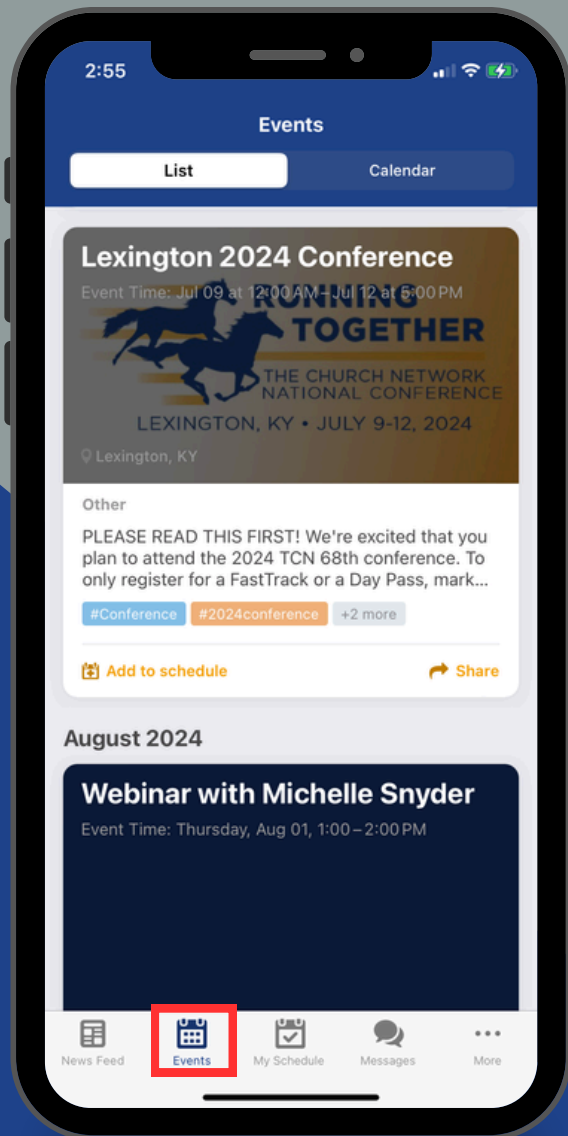 2:55
Events
List
Calendar
Lexington 2024 Conference
Event Time: Jul 09 at 12:00 AM – Jul 12 at 5:00 PM
RUNNING
TOGETHER
THE CHURCH NETWORK
NATIONAL CONFERENCE
LEXINGTON, KY • JULY 9-12, 2024
Lexington, KY
Other
PLEASE READ THIS FIRST! We're excited that you
plan to attend the 2024 TCN 68th conference. To
only register for a FastTrack or a Day Pass, mark...
#Conference #2024conference +2 more
Add to schedule
Share
August 2024
Webinar with Michelle Snyder
Event Time: Thursday, Aug 01, 1:00 – 2:00 PM
News Feed
Events
My Schedule
Messages
More